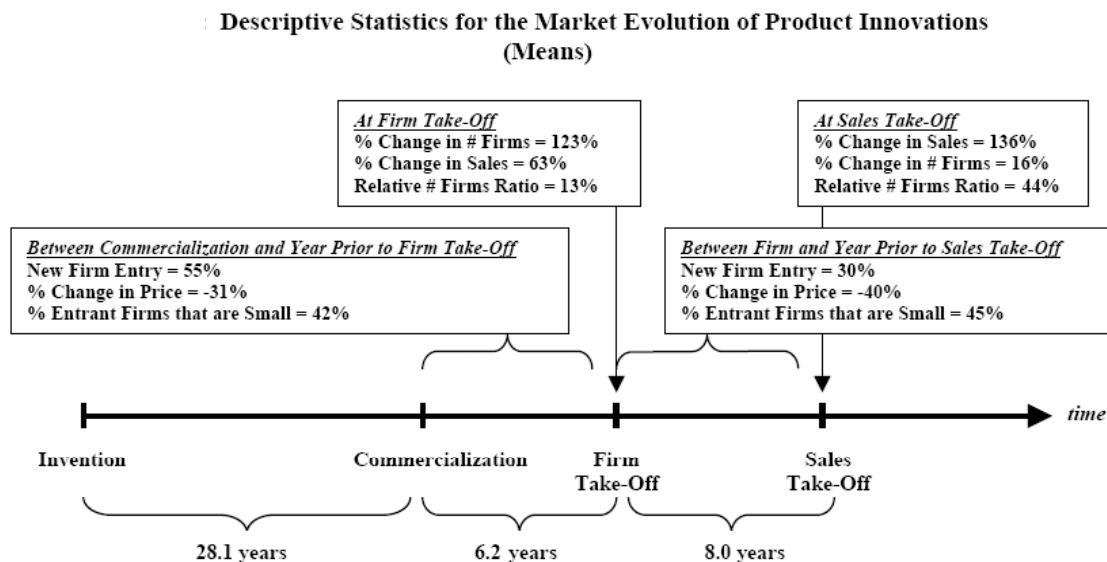 : Descriptive Statistics for the Market Evolution of Product Innovations
(Means)
At Firm Take-Off
% Change in # Firms = 123%
% Change in Sales = 63%
Relative # Firms Ratio = 13%
At Sales Take-Off
% Change in Sales = 136%
% Change in # Firms = 16%
Relative # Firms Ratio = 44%
Between Commercialization and Year Prior to Firm Take-Off
New Firm Entry = 55%
% Change in Price = -31%
% Entrant Firms that are Small = 42%
Between Firm and Year Prior to Sales Take-Off
New Firm Entry = 30%
% Change in Price = -40%
% Entrant Firms that are Small = 45%
time
Invention
Commercialization
Firm
Take-Off
Sales
Take-Off
28.1 years
6.2 years
8.0 years